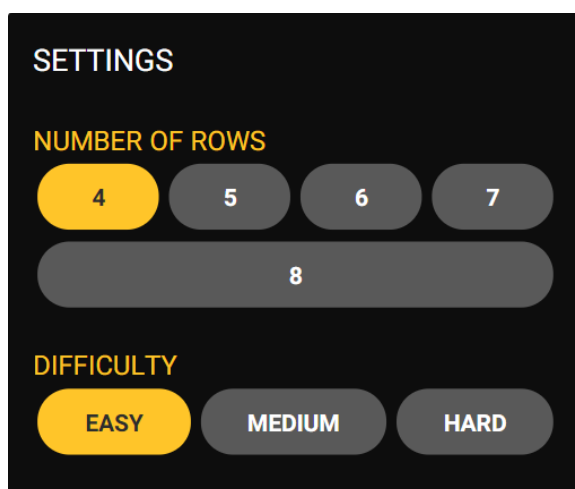 SETTINGS
NUMBER OF ROWS
4 5 6 7
8
DIFFICULTY
EASY MEDIUM HARD